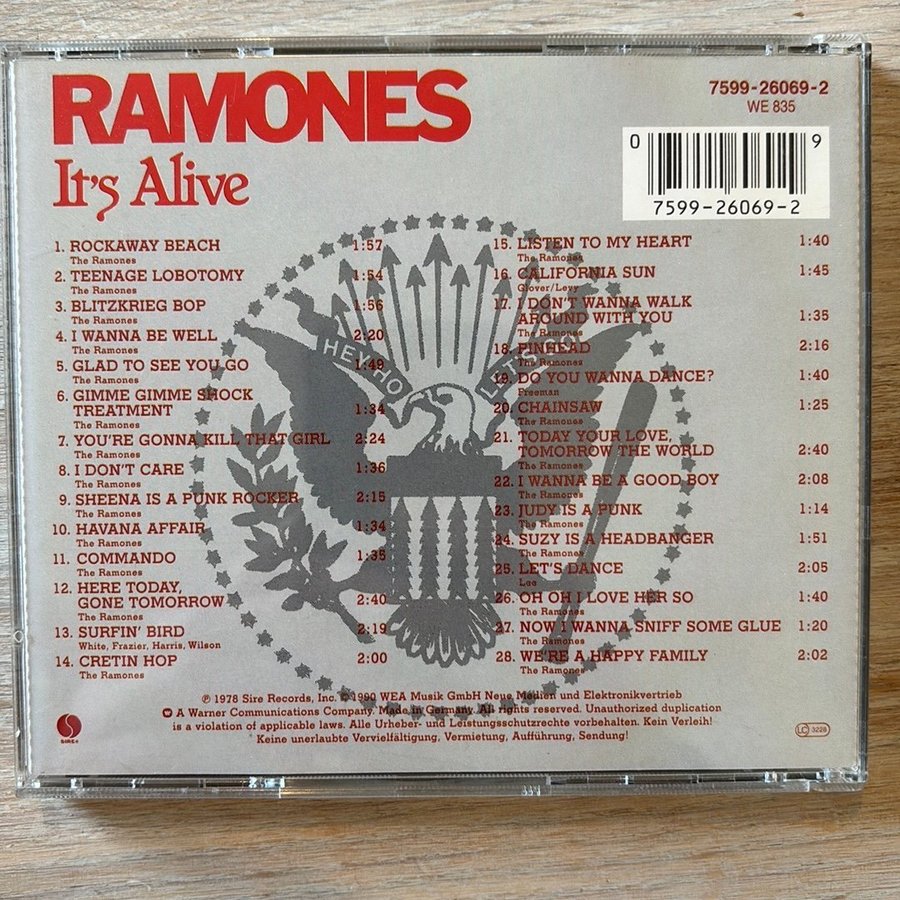 RAMONES
It's Alive
7599-26069-2
WE 835
0 9
7599-26069-2
1. ROCKAWAY BEACH 1:57
The Ramones
2. TEENAGE LOBOTOMY 1:54
The Ramones
3. BLITZKRIEG BOP 1:56
The Ramones
4. I WANNA BE WELL 2:20
The Ramones
5. GLAD TO SEE YOU GO 1:49
The Ramones
6. GIMME GIMME SHOCK
TREATMENT 1:34
The Ramones
7. YOU'RE GONNA KILL THAT GIRL 2:24
The Ramones
8. I DON'T CARE 1:36
The Ramones
9. SHEENA IS A PUNK ROCKER 2:15
The Ramones
10. HAVANA AFFAIR 1:34
The Ramones
11. COMMANDO 1:35
The Ramones
12. HERE TODAY,
GONE TOMORROW 2:40
The Ramones
13. SURFIN' BIRD 2:19
White, Frazier, Harris, Wilson
14. CRETIN HOP 2:00
The Ramones
15. LISTEN TO MY HEART 1:40
The Ramones
16. CALIFORNIA SUN 1:45
Glover/Levy
17. I DON'T WANNA WALK
AROUND WITH YOU 1:35
The Ramones
18. PINHEAD 2:16
The Ramones
19. DO YOU WANNA DANCE? 1:40
Freeman
20. CHAINSAW 1:25
The Ramones
21. TODAY YOUR LOVE,
TOMORROW THE WORLD 2:40
The Ramones
22. I WANNA BE A GOOD BOY 2:08
The Ramones
23. JUDY IS A PUNK 1:14
The Ramones
24. SUZY IS A HEADBANGER 1:51
The Ramones
25. LET'S DANCE 2:05
Lee
26. OH OH I LOVE HER SO 1:40
The Ramones
27. NOW I WANNA SNIFF SOME GLUE 1:20
The Ramones
28. WE'RE A HAPPY FAMILY 2:02
The Ramones
HEY HO LET'S GO
℗ 1978 Sire Records, Inc. © 1990 WEA Musik GmbH Neue Medien und Elektronikvertrieb
A Warner Communications Company. Made in Germany. All rights reserved. Unauthorized duplication
is a violation of applicable laws. Alle Urheber- und Leistungsschutzrechte vorbehalten. Kein Verleih!
Keine unerlaubte Vervielfältigung, Vermietung, Aufführung, Sendung!
SIRE
LC 3228